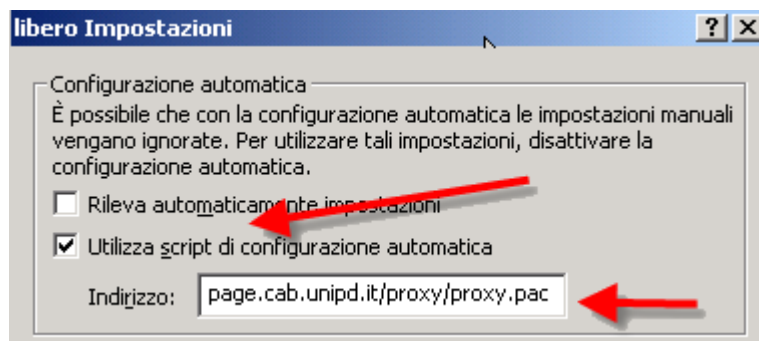 libero Impostazioni
Configurazione automatica
È possibile che con la configurazione automatica le impostazioni manuali
vengano ignorate. Per utilizzare tali impostazioni, disattivare la
configurazione automatica.
Rileva automaticamente impostazioni
Utilizza script di configurazione automatica
Indirizzo: page.cab.unipd.it/proxy/proxy.pac